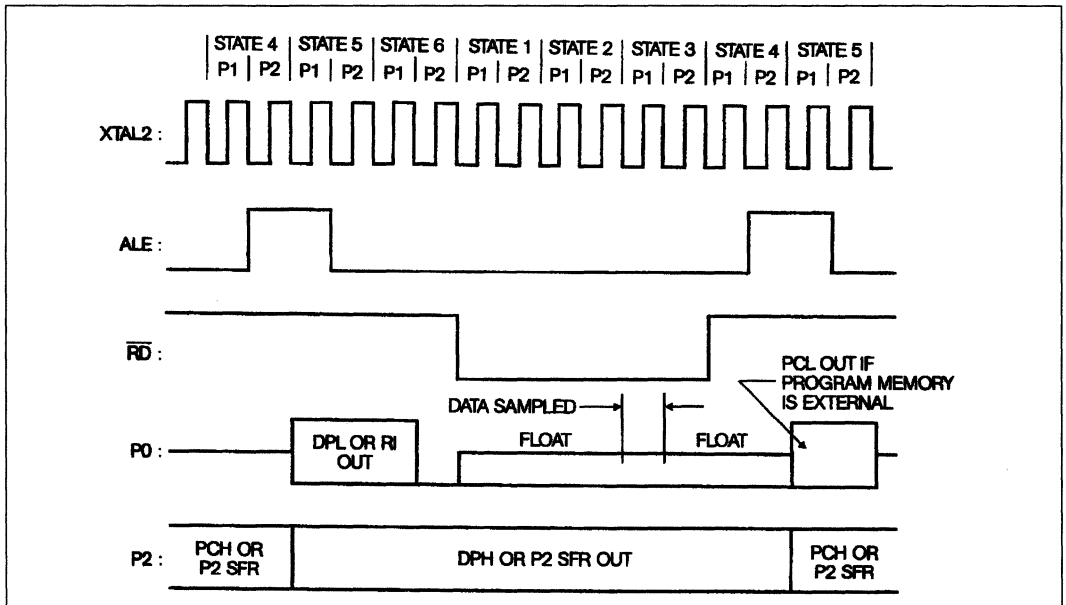 STATE 4 STATE 5 STATE 6 STATE 1 STATE 2 STATE 3 STATE 4 STATE 5
P1 P2 P1 P2 P1 P2 P1 P2 P1 P2 P1 P2 P1 P2 P1 P2
XTAL2 :
ALE :
RD :
PCL OUT IF
PROGRAM MEMORY
IS EXTERNAL
DATA SAMPLED
P0 :
DPL OR RI
OUT
FLOAT
FLOAT
P2 :
PCH OR
P2 SFR
DPH OR P2 SFR OUT
PCH OR
P2 SFR